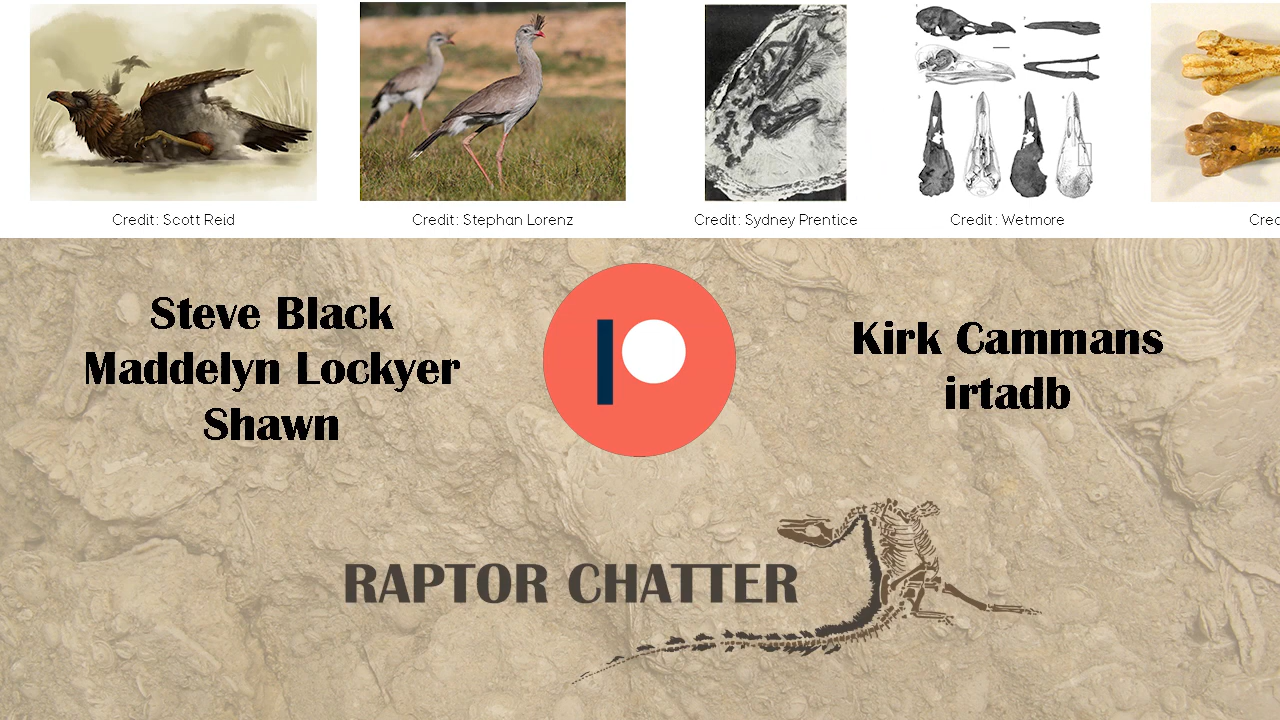 Credit: Scott Reid
Credit: Stephan Lorenz
Credit: Sydney Prentice
Credit: Wetmore
Cre
Steve Black
Maddelyn Lockyer
Shawn
Kirk Cammans
irtadb
RAPTOR CHATTER